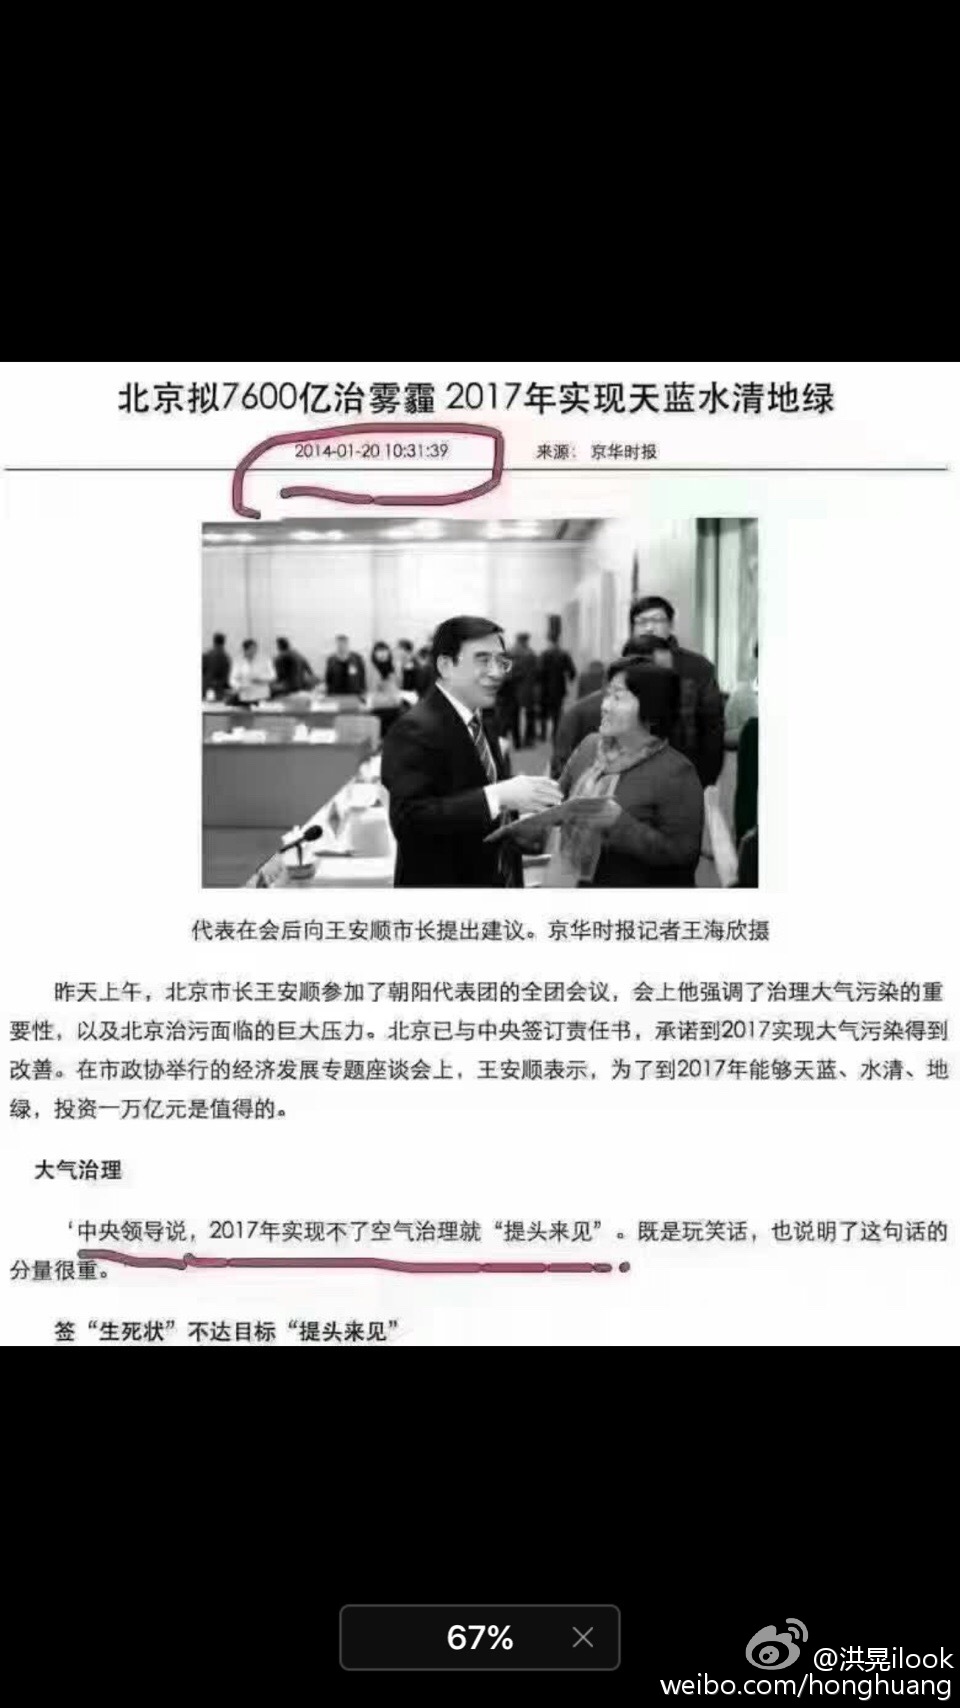 北京拟7600亿治雾霾 2017年实现天蓝水清地绿
2014-01-20 10:31:39 来源：京华时报
代表在会后向王安顺市长提出建议。京华时报记者王海欣摄
昨天上午，北京市长王安顺参加了朝阳代表团的全团会议，会上他强调了治理大气污染的重
要性，以及北京治污面临的巨大压力。北京已与中央签订责任书，承诺到2017实现大气污染得到
改善。在市政协举行的经济发展专题座谈会上，王安顺表示，为了到2017年能够天蓝、水清、地
绿，投资一万亿元是值得的。
大气治理
‘中央领导说，2017年实现不了空气治理就“提头来见”。既是玩笑话，也说明了这句话的
分量很重。
签“生死状”不达目标“提头来见”
67%
@洪晃ilook
weibo.com/honghuang